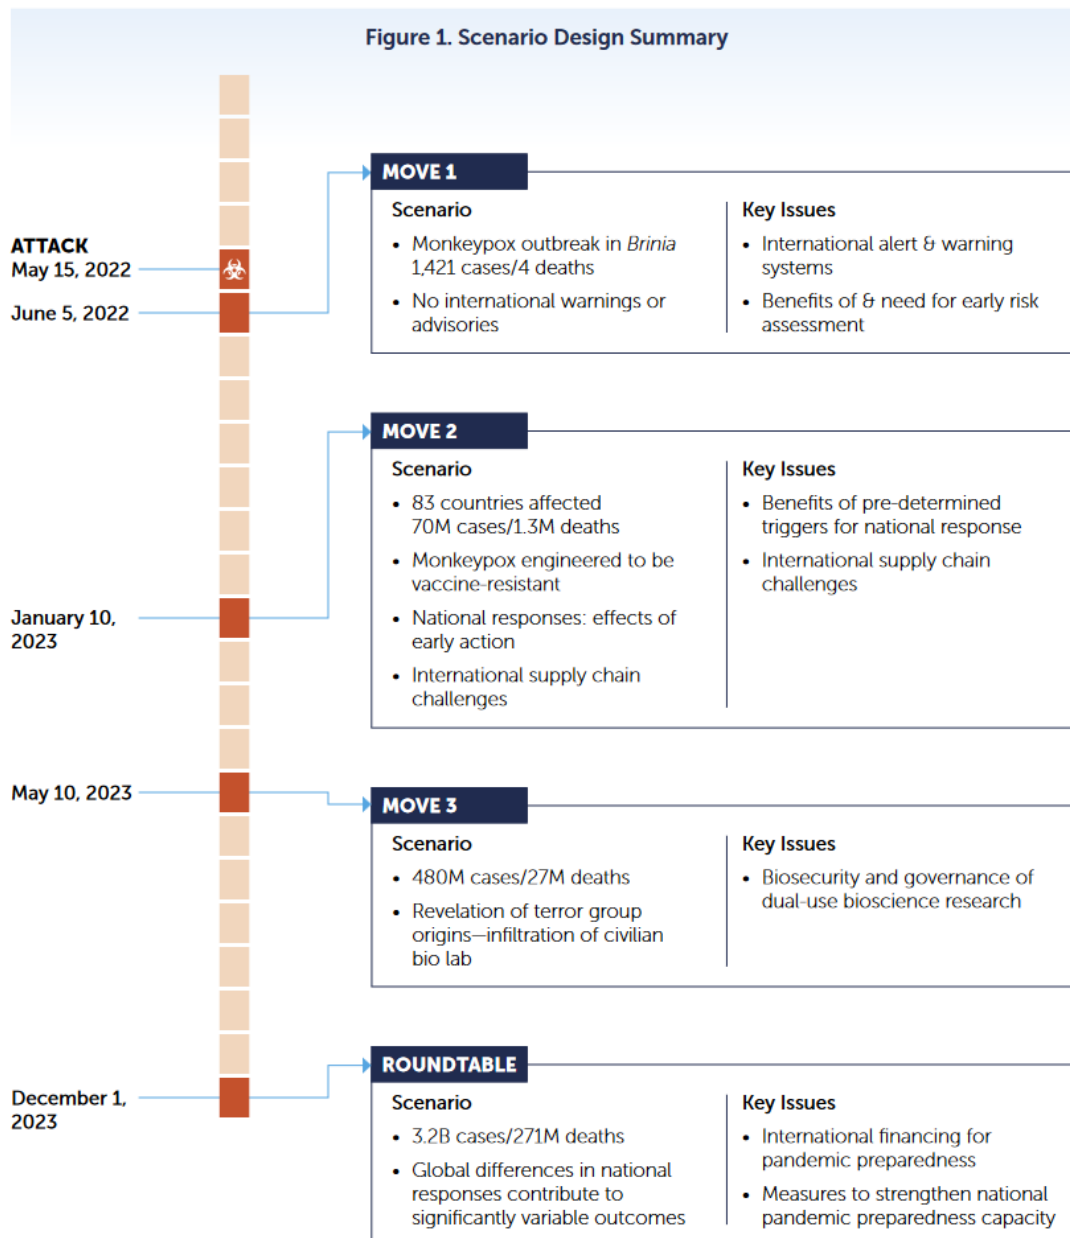 Figure 1. Scenario Design Summary
ATTACK
May 15, 2022
June 5, 2022
MOVE 1
Scenario
• Monkeypox outbreak in Brinia
1,421 cases/4 deaths
• No international warnings or
advisories
Key Issues
• International alert & warning
systems
• Benefits of & need for early risk
assessment
January 10,
2023
MOVE 2
Scenario
• 83 countries affected
70M cases/1.3M deaths
• Monkeypox engineered to be
vaccine-resistant
• National responses: effects of
early action
• International supply chain
challenges
Key Issues
• Benefits of pre-determined
triggers for national response
• International supply chain
challenges
May 10, 2023
MOVE 3
Scenario
• 480M cases/27M deaths
• Revelation of terror group
origins—infiltration of civilian
bio lab
Key Issues
• Biosecurity and governance of
dual-use bioscience research
December 1,
2023
ROUNDTABLE
Scenario
• 3.2B cases/271M deaths
• Global differences in national
responses contribute to
significantly variable outcomes
Key Issues
• International financing for
pandemic preparedness
• Measures to strengthen national
pandemic preparedness capacity